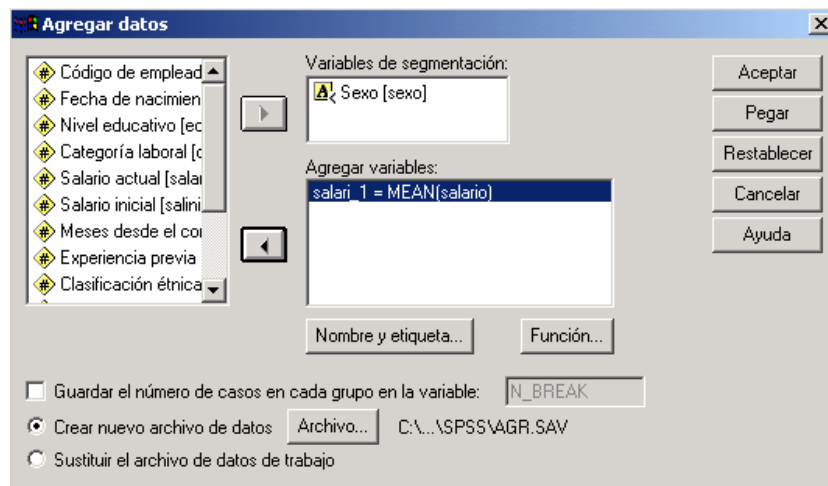 Agregar datos
Código de emplead
Fecha de nacimien
Nivel educativo [ec
Categoría laboral [c
Salario actual [salar
Salario inicial [salini
Meses desde el cor
Experiencia previa
Clasificación étnica
Variables de segmentación:
Sexo [sexo]
Agregar variables:
salari_1 = MEAN(salario)
Nombre y etiqueta...
Función...
Aceptar
Pegar
Restablecer
Cancelar
Ayuda
Guardar el número de casos en cada grupo en la variable:
N_BREAK
Crear nuevo archivo de datos
Archivo...
C:\...\SPSS\AGR.SAV
Sustituir el archivo de datos de trabajo